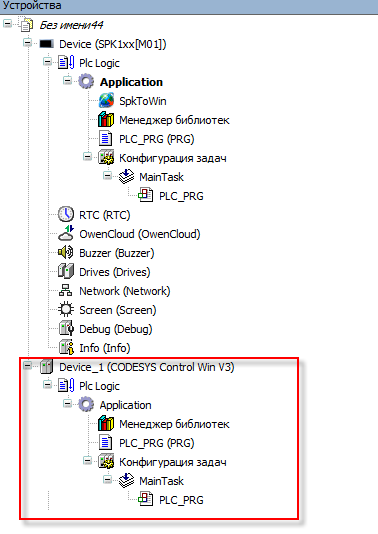 Устройства
Без имени44
Device (SPK1xx[M01])
Plc Logic
Application
SpkToWin
Менеджер библиотек
PLC_PRG (PRG)
Конфигурация задач
MainTask
PLC_PRG
RTC (RTC)
OwenCloud (OwenCloud)
Buzzer (Buzzer)
Drives (Drives)
Network (Network)
Screen (Screen)
Debug (Debug)
Info (Info)
Device_1 (CODESYS Control Win V3)
Plc Logic
Application
Менеджер библиотек
PLC_PRG (PRG)
Конфигурация задач
MainTask
PLC_PRG